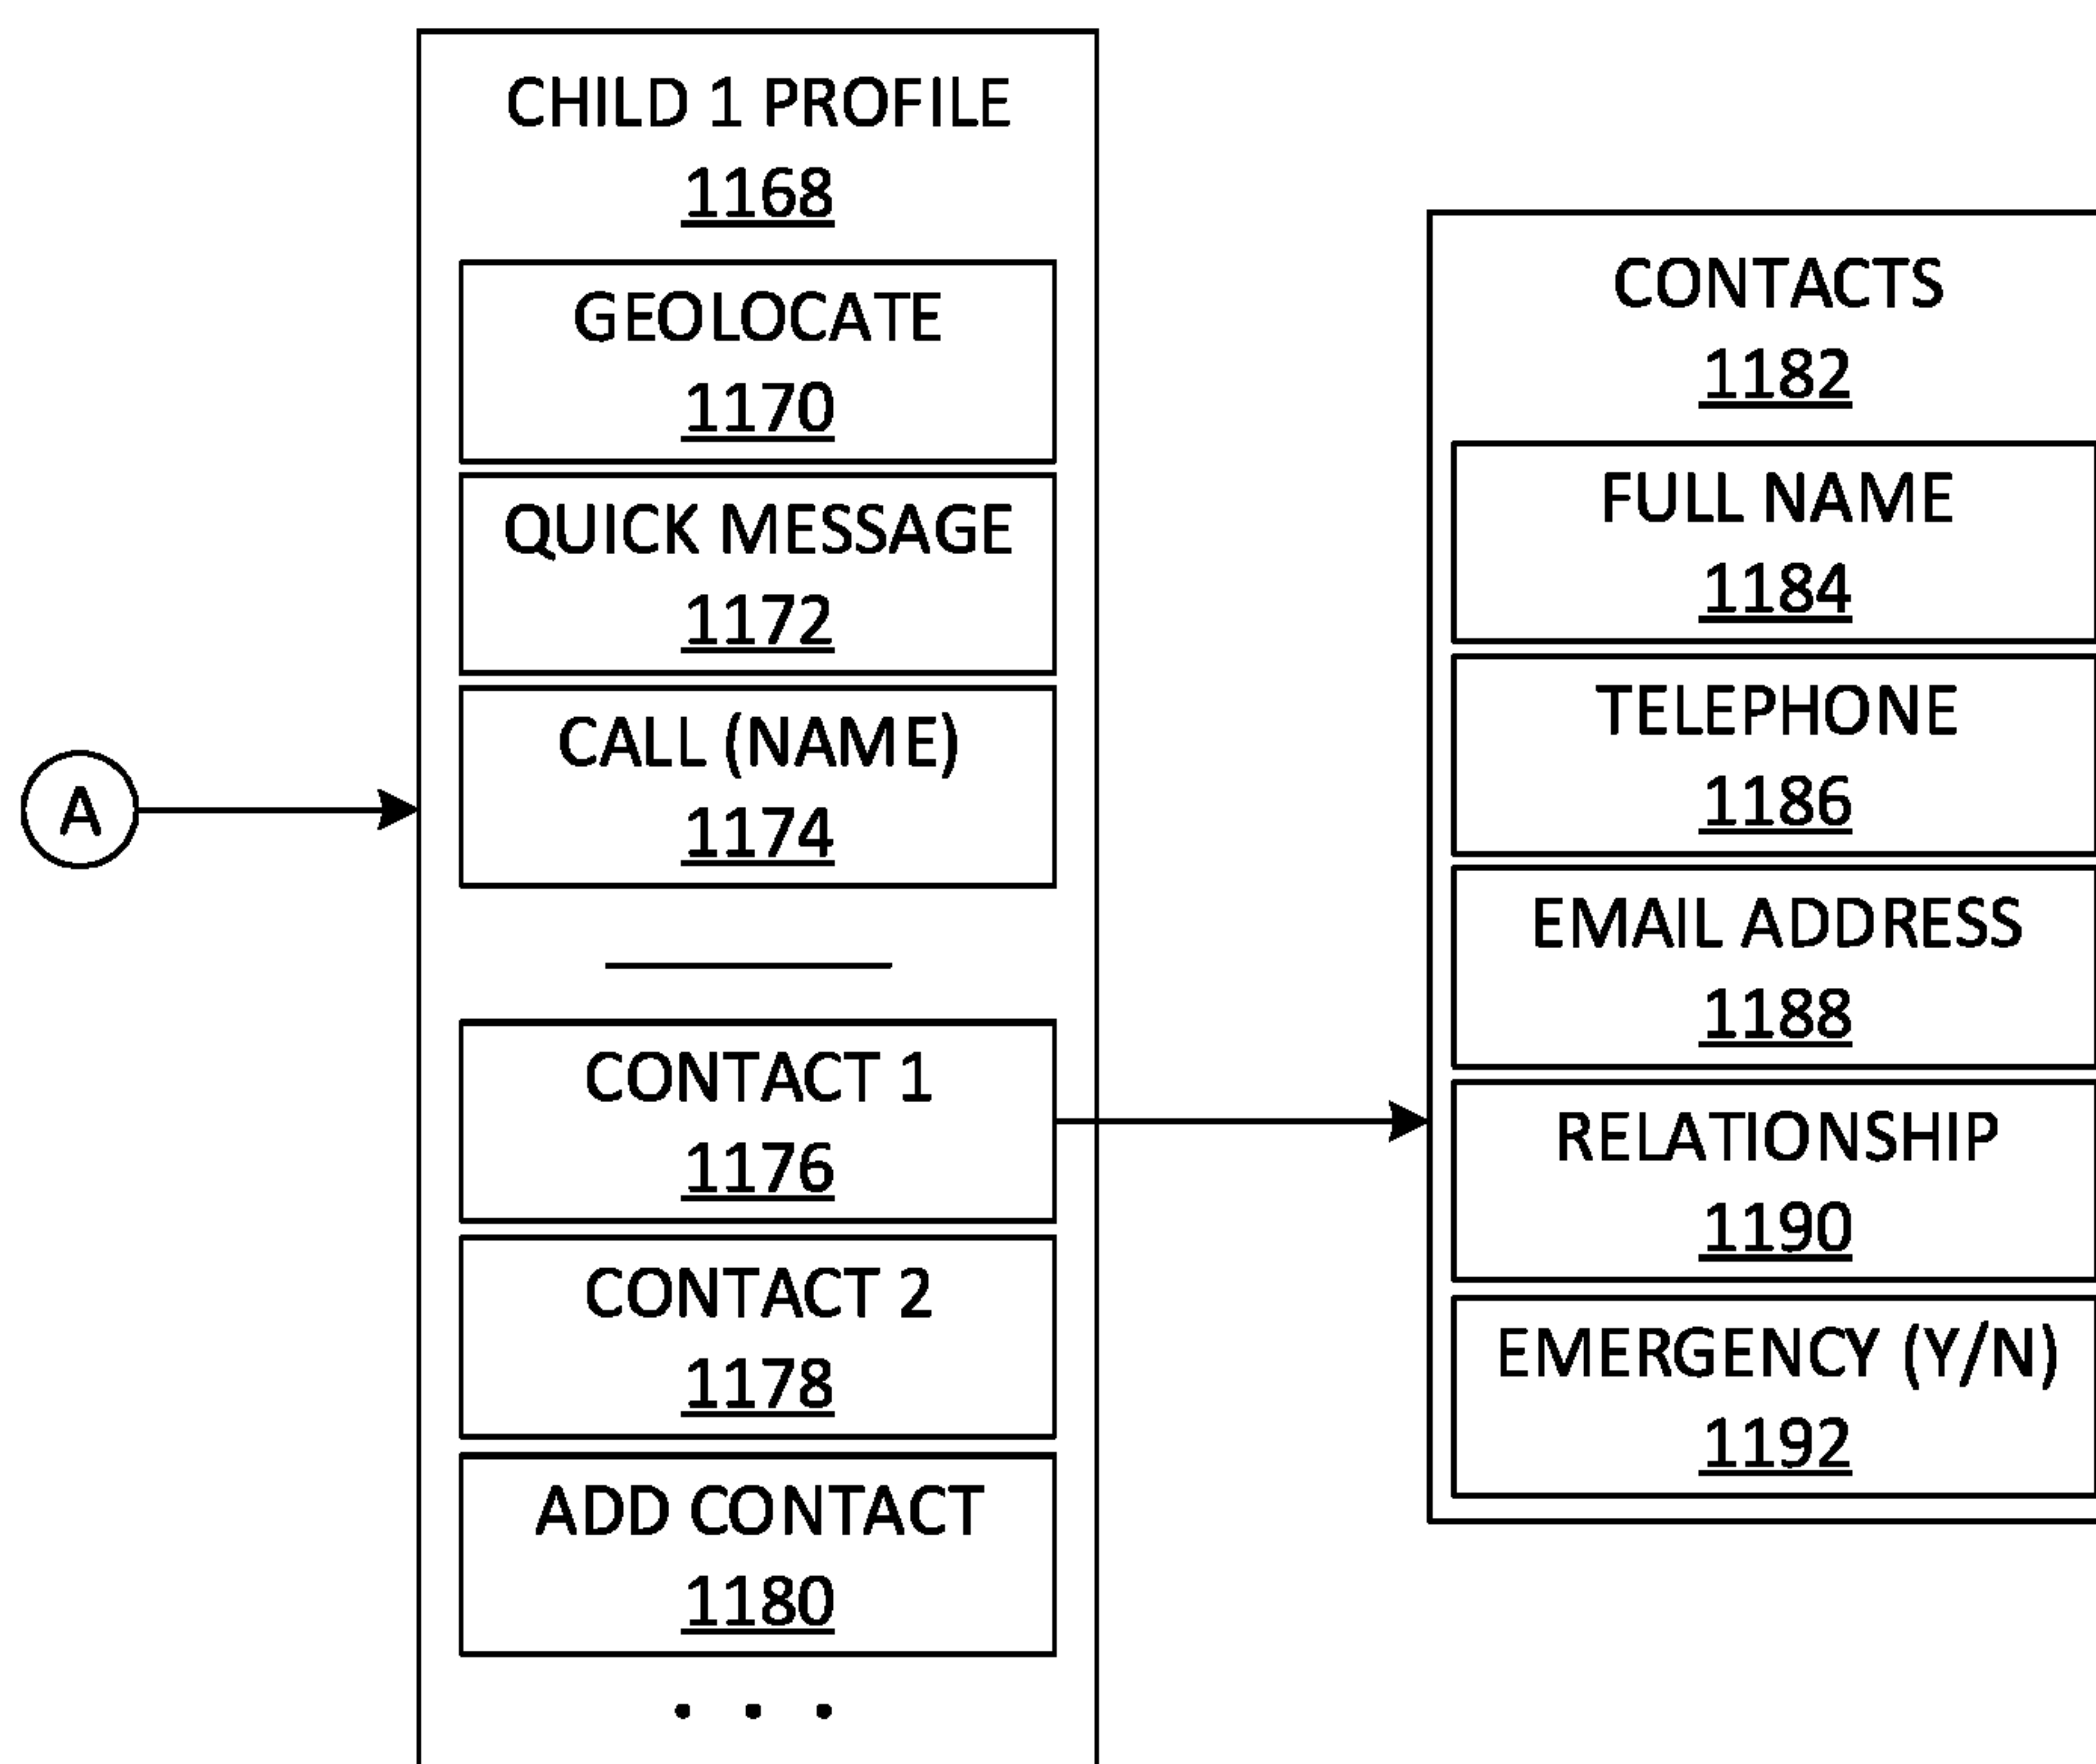 A
CHILD 1 PROFILE
1168
GEOLOCATE
1170
QUICK MESSAGE
1172
CALL (NAME)
1174
CONTACT 1
1176
CONTACT 2
1178
ADD CONTACT
1180
. . .
CONTACTS
1182
FULL NAME
1184
TELEPHONE
1186
EMAIL ADDRESS
1188
RELATIONSHIP
1190
EMERGENCY (Y/N)
1192